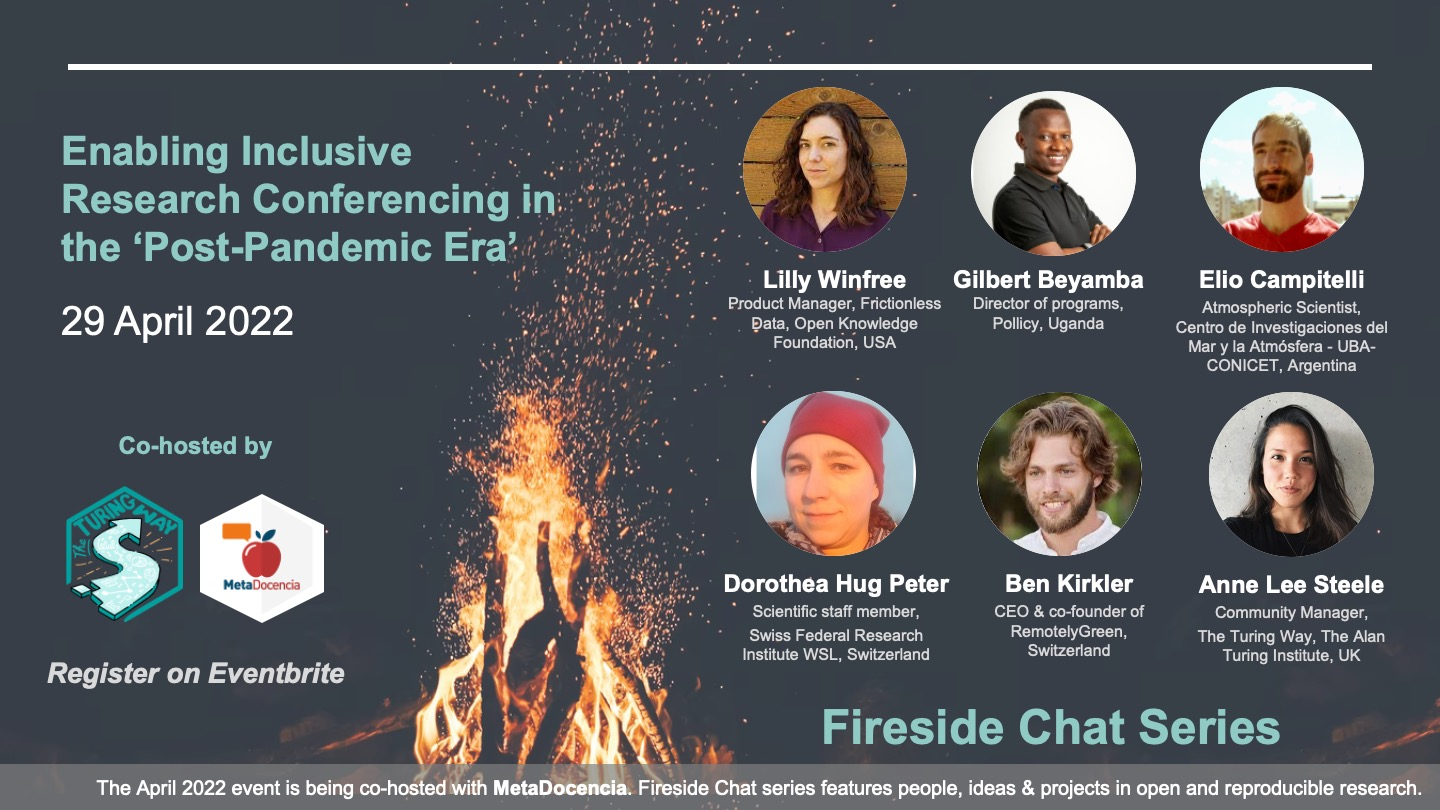 Enabling Inclusive
Research Conferencing in
the ‘Post-Pandemic Era’
29 April 2022
Co-hosted by
The TURING WAY
MetaDocencia
Register on Eventbrite
Lilly Winfree
Product Manager, Frictionless
Data, Open Knowledge
Foundation, USA
Gilbert Beyamba
Director of programs,
Pollicy, Uganda
Elio Campitelli
Atmospheric Scientist,
Centro de Investigaciones del
Mar y la Atmósfera - UBA-
CONICET, Argentina
Dorothea Hug Peter
Scientific staff member,
Swiss Federal Research
Institute WSL, Switzerland
Ben Kirkler
CEO & co-founder of
RemotelyGreen,
Switzerland
Anne Lee Steele
Community Manager,
The Turing Way, The Alan
Turing Institute, UK
Fireside Chat Series
The April 2022 event is being co-hosted with MetaDocencia. Fireside Chat series features people, ideas & projects in open and reproducible research.